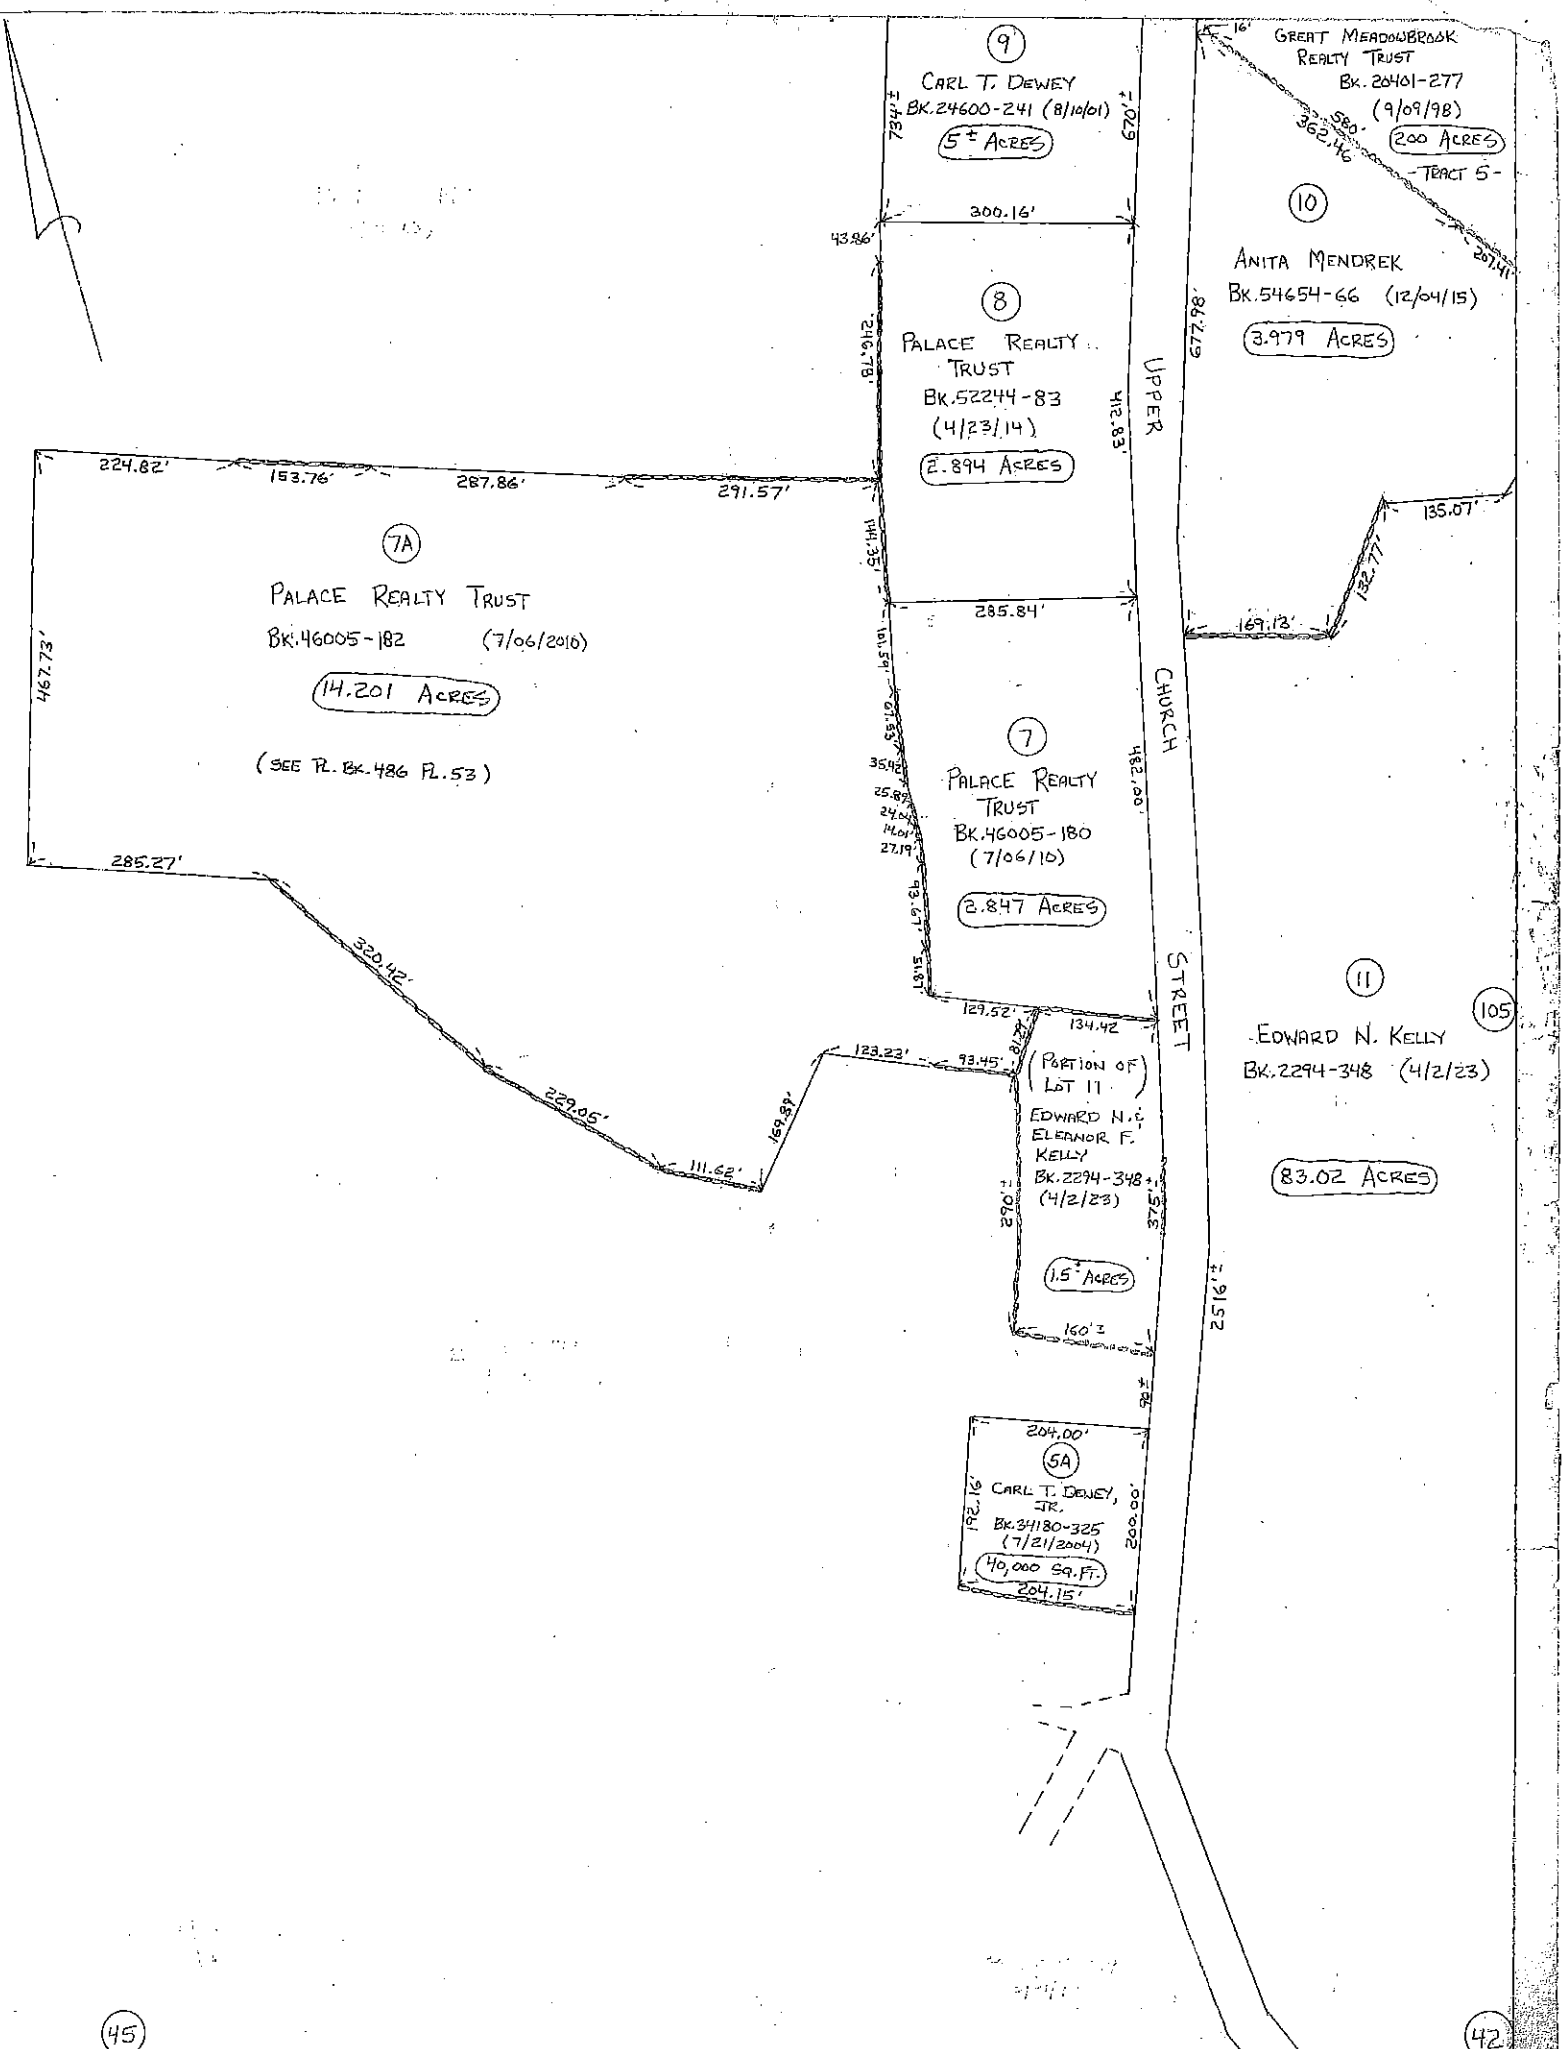 9
CARL T. DEWEY
BK.24600-241 (8/10/01)
5± ACRES
734'±
670'±
300.16'
43.86'
16'
GREAT MEADOWBROOK
REALTY TRUST
BK.20401-277
(9/09/98)
200 ACRES
-TRACT 5-
580'
362.46
207.41'
10
ANITA MENDREK
BK.54654-66 (12/04/15)
3.979 ACRES
677.98'
135.07'
132.77'
169.13'
8
PALACE REALTY
TRUST
BK.52244-83
(4/23/14)
2.894 ACRES
246.78'
412.83'
144.35'
285.84'
UPPER
CHURCH
STREET
224.82'
153.76'
287.86'
291.57'
7A
PALACE REALTY TRUST
BK.46005-182 (7/06/2010)
14.201 ACRES
(SEE PL.BK.486 PL.53)
467.73'
285.27'
320.42'
229.05'
111.62'
169.89'
123.23'
93.45'
101.59'
67.53'
35.42'
25.89'
24.04'
14.01'
27.19'
93.67'
51.87'
7
PALACE REALTY
TRUST
BK.46005-180
(7/06/10)
2.847 ACRES
482.00'
129.52'
134.42
81.29'
(PORTION OF
LOT 11)
EDWARD N. &
ELEANOR F.
KELLY
BK.2294-348
(4/2/23)
1.5± ACRES
290'±
375'±
160'±
90'±
11
EDWARD N. KELLY
BK.2294-348 (4/2/23)
83.02 ACRES
105
2516'±
204.00'
5A
CARL T. DEWEY,
JR.
BK.34180-325
(7/21/2004)
40,000 SQ.FT.
204.15'
192.16'
200.00'
45
42